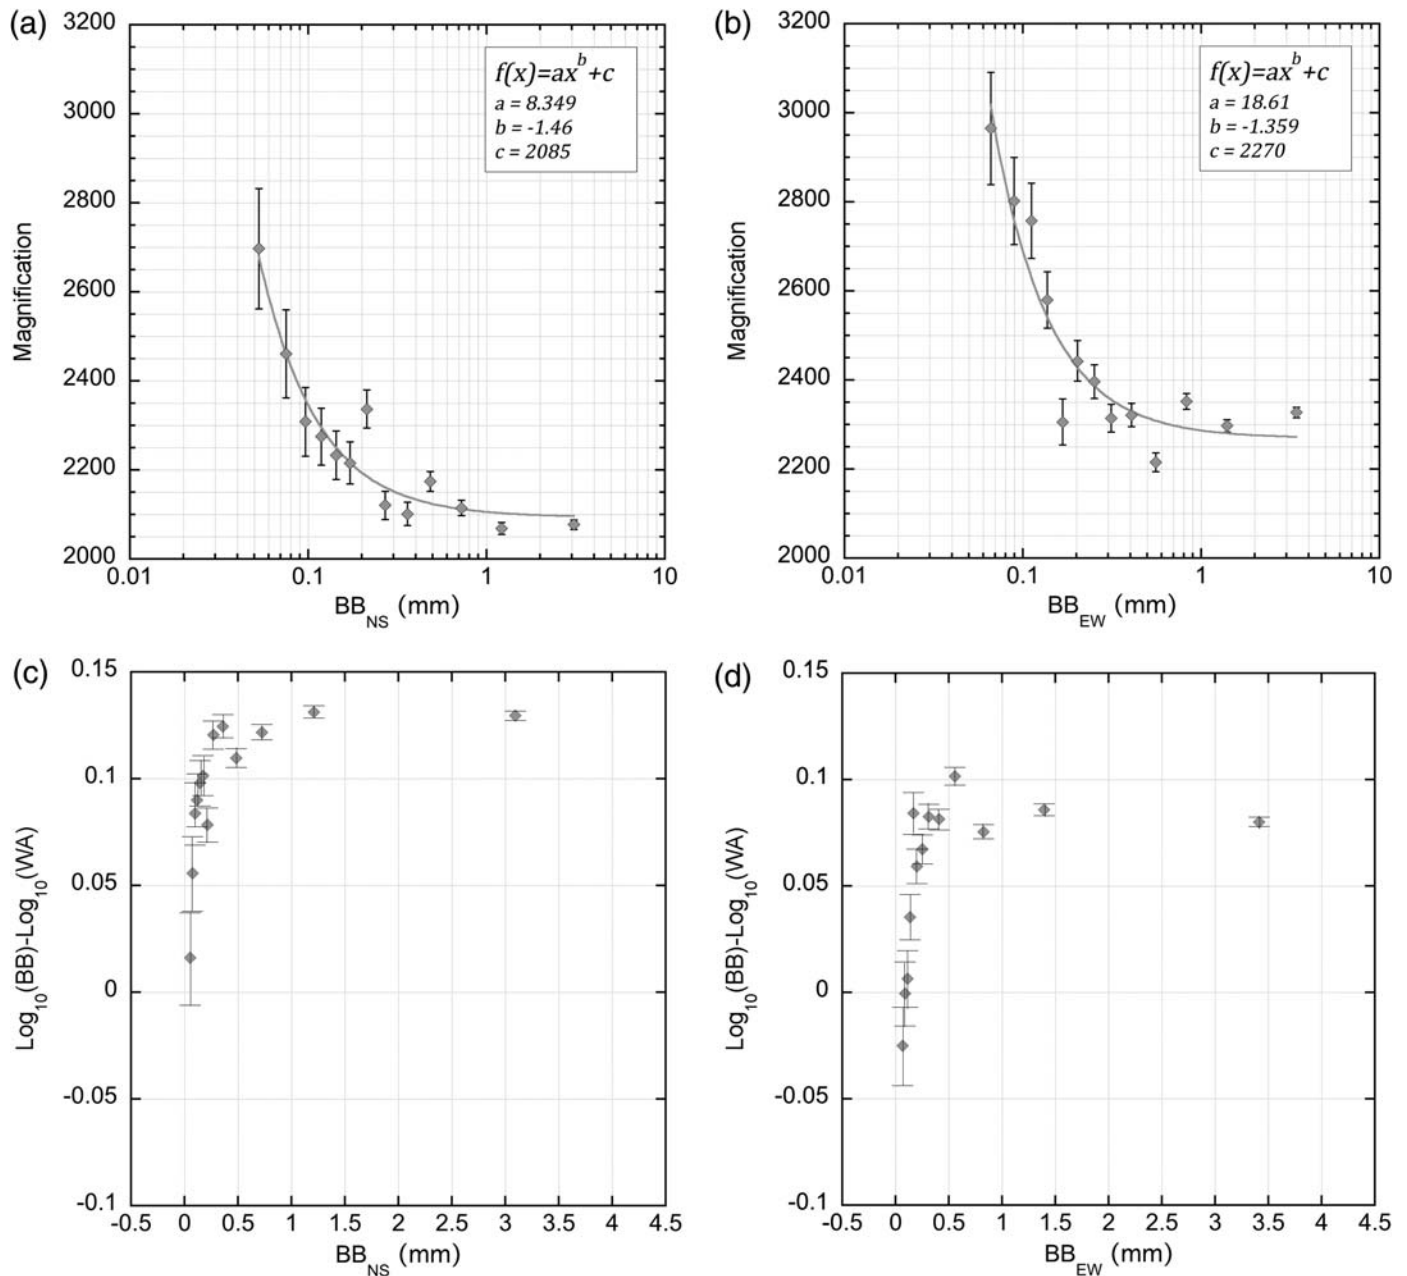 (a)
3200
3000
2800
2600
2400
2200
2000
Magnification
f(x)=ax^b+c
a = 8.349
b = -1.46
c = 2085
0.01
0.1
1
10
BB_NS (mm)
(b)
3200
3000
2800
2600
2400
2200
2000
Magnification
f(x)=ax^b+c
a = 18.61
b = -1.359
c = 2270
0.01
0.1
1
10
BB_EW (mm)
(c)
0.15
0.1
0.05
0
-0.05
-0.1
Log_10(BB)-Log_10(WA)
-0.5
0
0.5
1
1.5
2
2.5
3
3.5
4
4.5
BB_NS (mm)
(d)
0.15
0.1
0.05
0
-0.05
-0.1
Log_10(BB)-Log_10(WA)
-0.5
0
0.5
1
1.5
2
2.5
3
3.5
4
4.5
BB_EW (mm)